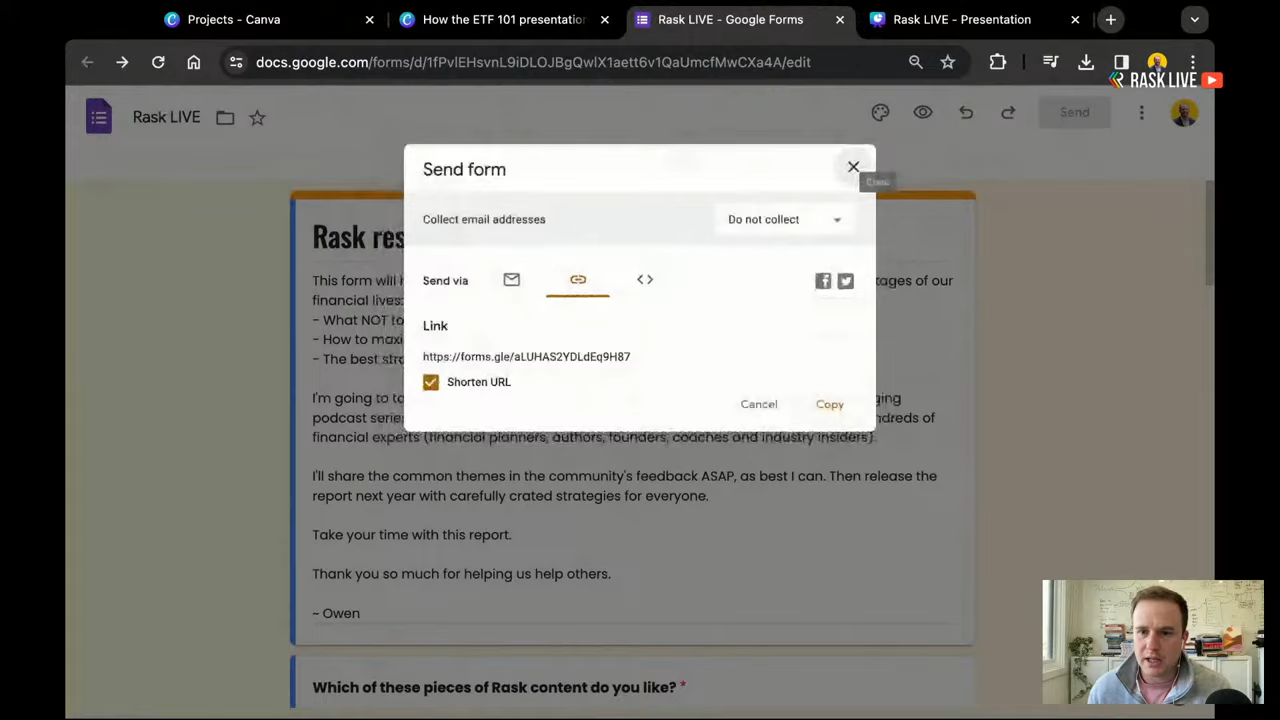 Projects - Canva
How the ETF 101 presentation
Rask LIVE - Google Forms
Rask LIVE - Presentation
docs.google.com/forms/d/1fPvlEHsvnL9iDLOJBgQwlX1aett6v1QaUmcfMwCXa4A/edit
RASK LIVE
Rask LIVE
Send
Send form
Close
Collect email addresses
Do not collect
Send via
Link
https://forms.gle/aLUHAS2YDLdEq9H87
Shorten URL
Cancel
Copy
Rask res
This form will tages of our
financial lives:
- What NOT to
- How to maxi
- The best stra
I'm going to ta ging
podcast serie dreds of
financial experts (financial planners, authors, founders, coaches and industry insiders).
I'll share the common themes in the community's feedback ASAP, as best I can. Then release the
report next year with carefully crated strategies for everyone.
Take your time with this report.
Thank you so much for helping us help others.
~ Owen
Which of these pieces of Rask content do you like? *